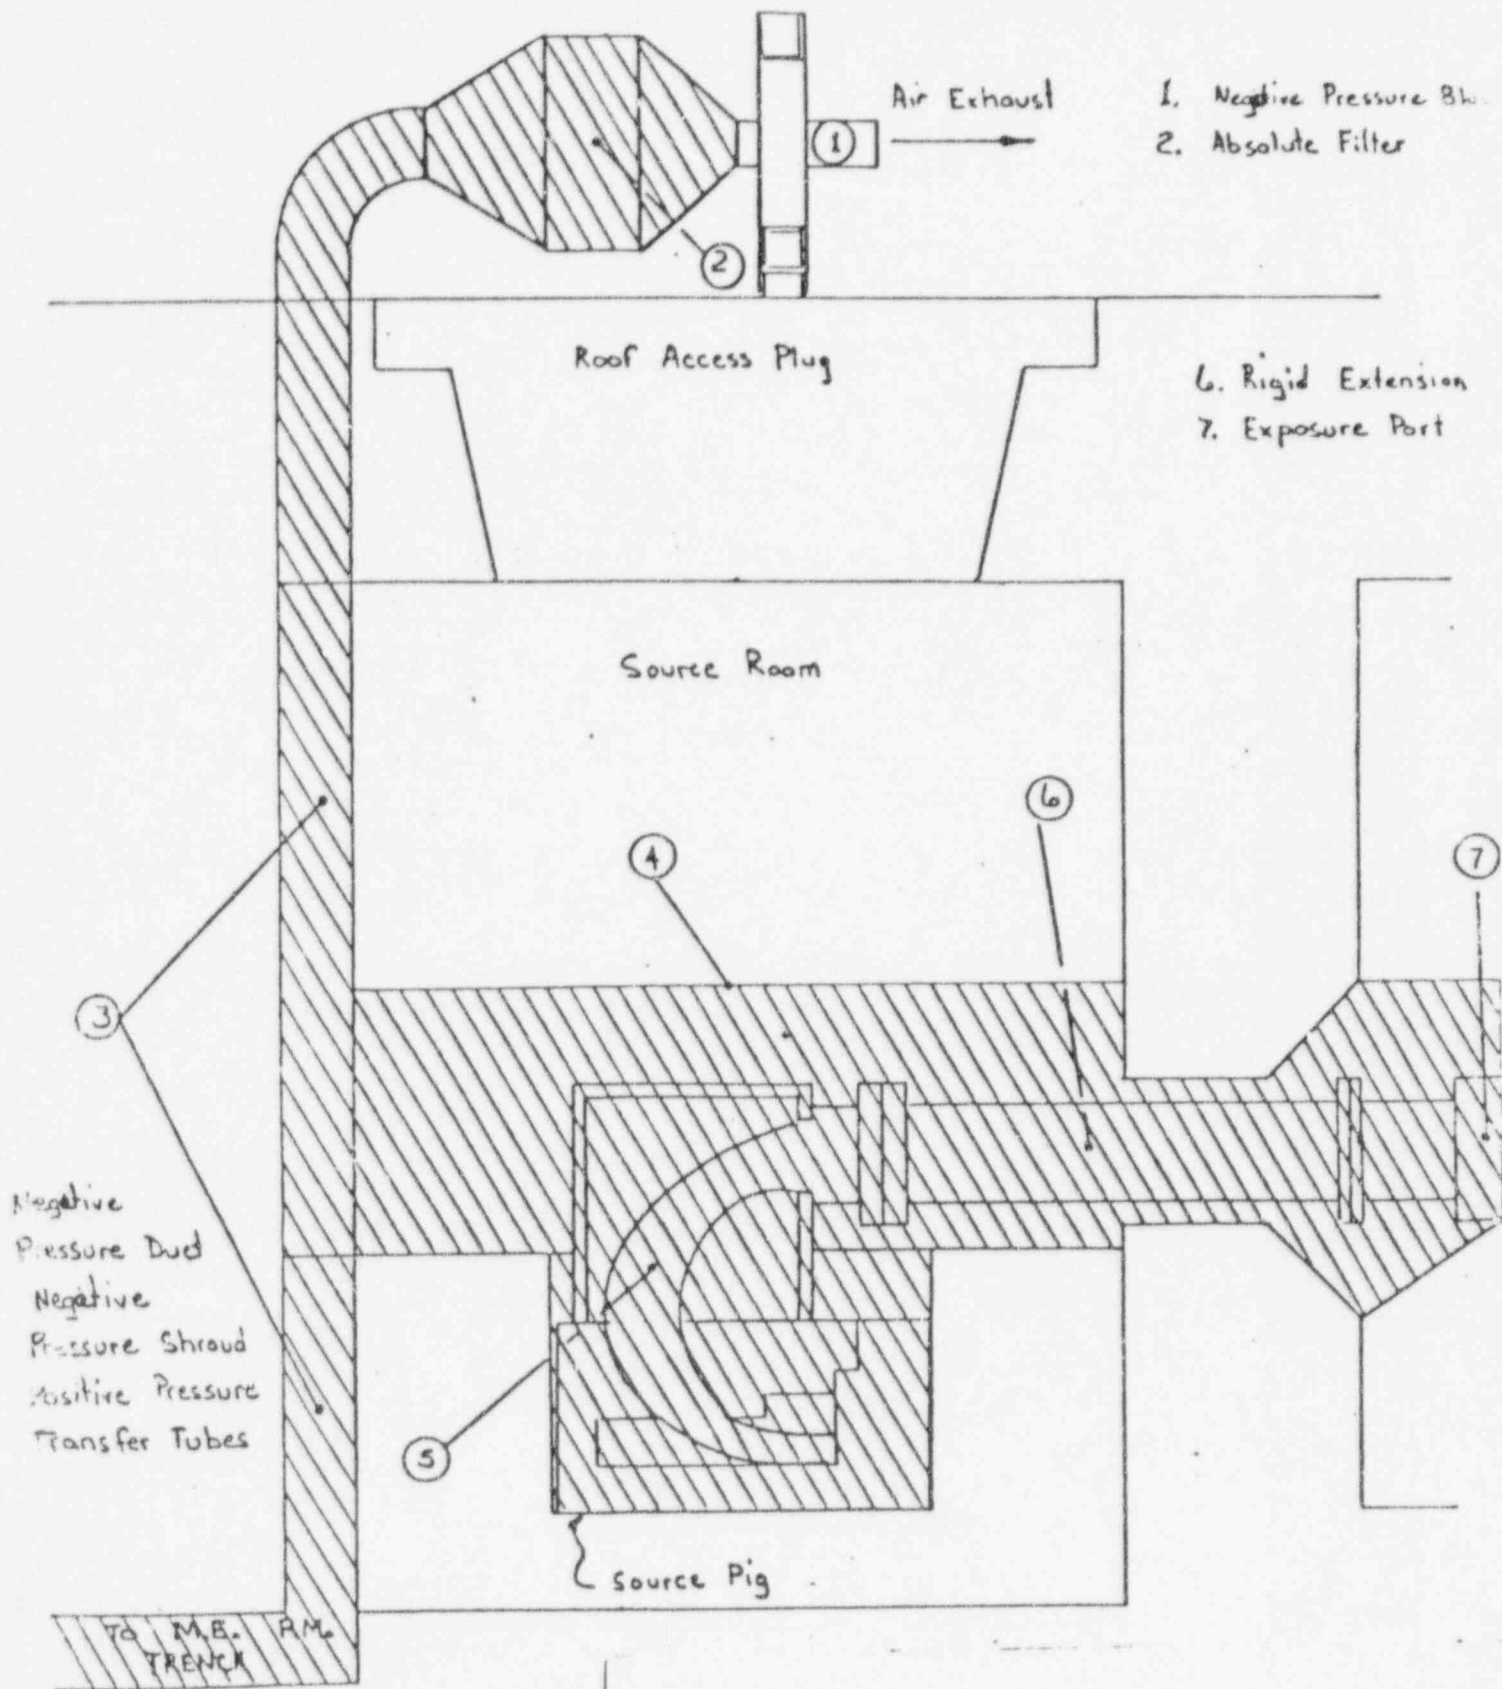 Air Exhaust
1. Negative Pressure
2. Absolute Filter
1
2
Roof Access Plug
6. Rigid Extension
7. Exposure Port
Source Room
6
4
7
3
Negative
Pressure Duct
Negative
Pressure Shroud
Positive Pressure
Transfer Tubes
5
Source Pig
TO M.E. RM.
TRENCH